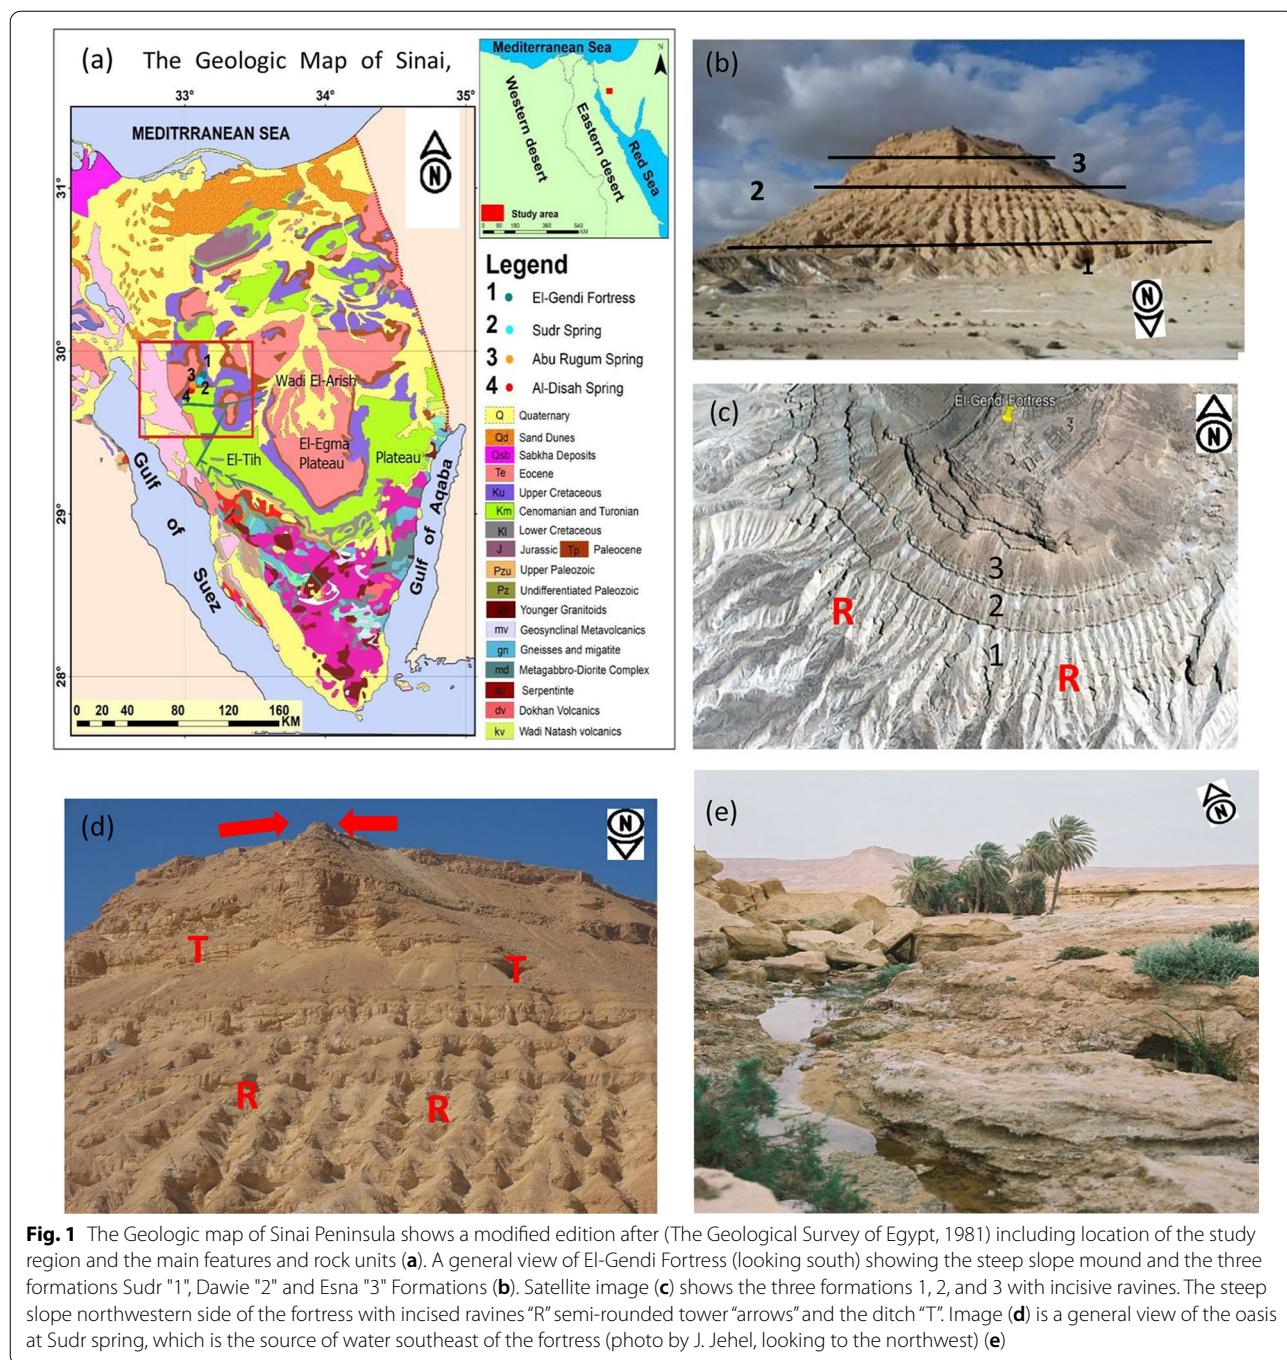 (a) The Geologic Map of Sinai,
33° 34° 35°
MEDITRRANEAN SEA
N
31°
30°
29°
28°
1
3
2
4
Wadi El-Arish
El-Egma
Plateau
El-Tih
Plateau
Gulf
of
Suez
Gulf of Aqaba
0 20 40 80 120 160
KM
Mediterranean Sea
N
Western desert
Eastern desert
Red Sea
Study area
0 90 180 360 540
KM
Legend
1 El-Gendi Fortress
2 Sudr Spring
3 Abu Rugum Spring
4 Al-Disah Spring
Q Quaternary
Qd Sand Dunes
Qsb Sabkha Deposits
Te Eocene
Ku Upper Cretaceous
Km Cenomanian and Turonian
Kl Lower Cretaceous
J Jurassic Tp Paleocene
Pzu Upper Paleozoic
Pz Undifferentiated Paleozoic
gy Younger Granitoids
mv Geosynclinal Metavolcanics
gn Gneisses and migatite
md Metagabbro-Diorite Complex
sp Serpentinte
dv Dokhan Volcanics
kv Wadi Natash volcanics
(b)
3
2
1
N
(c)
El-Gendi Fortress
N
3
2
1
R
R
(d)
N
T
T
R
R
(e)
N
Fig. 1 The Geologic map of Sinai Peninsula shows a modified edition after (The Geological Survey of Egypt, 1981) including location of the study
region and the main features and rock units (a). A general view of El-Gendi Fortress (looking south) showing the steep slope mound and the three
formations Sudr "1", Dawie "2" and Esna "3" Formations (b). Satellite image (c) shows the three formations 1, 2, and 3 with incisive ravines. The steep
slope northwestern side of the fortress with incised ravines “R” semi-rounded tower “arrows” and the ditch “T”. Image (d) is a general view of the oasis
at Sudr spring, which is the source of water southeast of the fortress (photo by J. Jehel, looking to the northwest) (e)